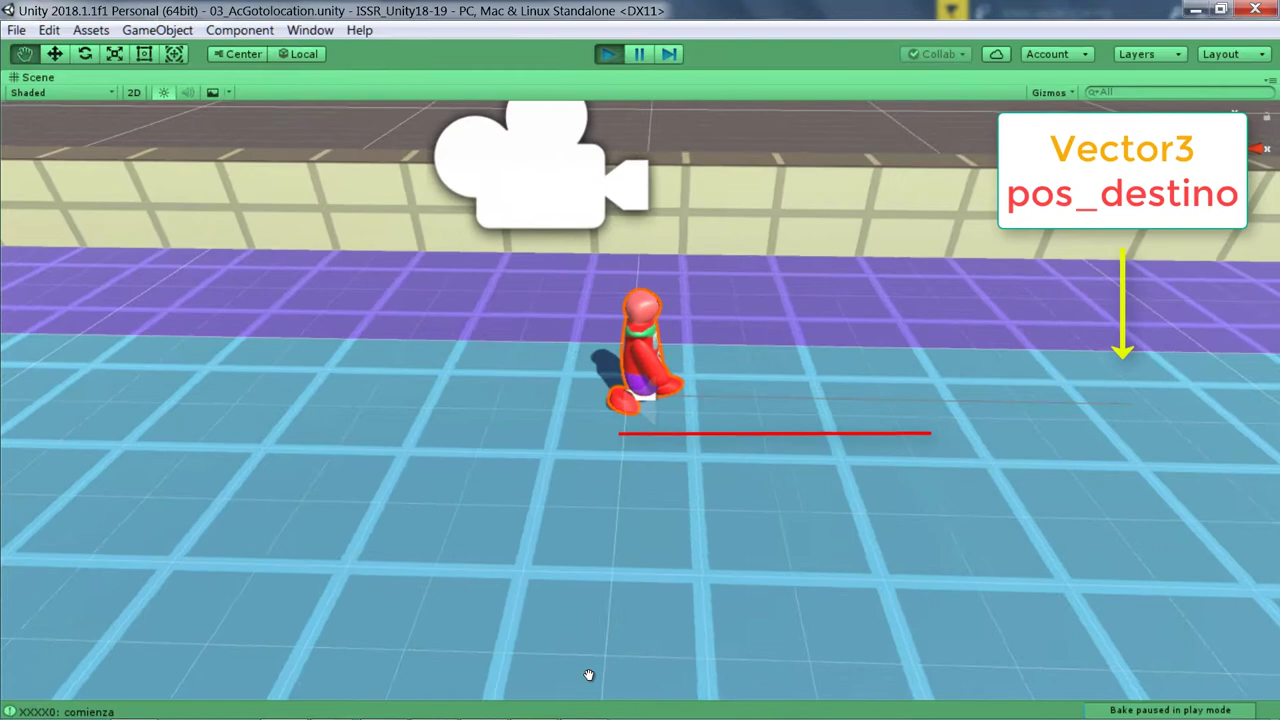 Unity 2018.1.1f1 Personal (64bit) - 03_AcGotolocation.unity - ISSR_Unity18-19 - PC, Mac & Linux Standalone <DX11>
File Edit Assets GameObject Component Window Help
Center Local Collab Account Layers Layout
Scene
Shaded 2D Gizmos All
Vector3
pos_destino
XXXX0: comienza
Bake paused in play mode